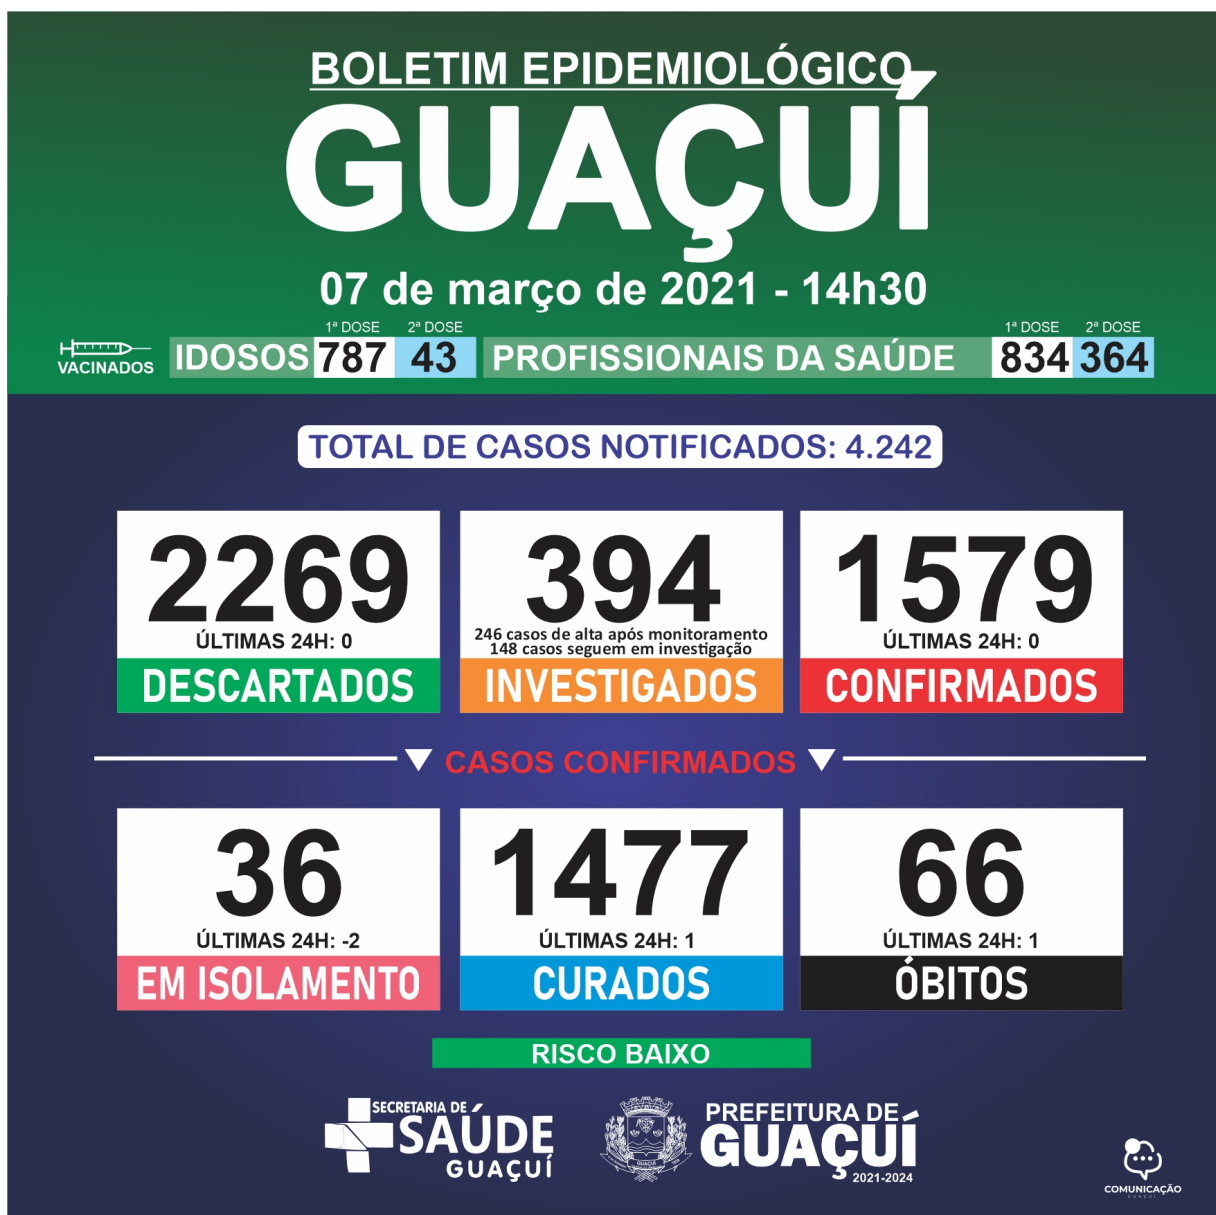 BOLETIM EPIDEMIOLÓGICO
GUAÇUÍ
07 de março de 2021 - 14h30
1ª DOSE 2ª DOSE 1ª DOSE 2ª DOSE
VACINADOS IDOSOS 787 43 PROFISSIONAIS DA SAÚDE 834 364
TOTAL DE CASOS NOTIFICADOS: 4.242
2269
ÚLTIMAS 24H: 0
DESCARTADOS
394
246 casos de alta após monitoramento
148 casos seguem em investigação
INVESTIGADOS
1579
ÚLTIMAS 24H: 0
CONFIRMADOS
CASOS CONFIRMADOS
36
ÚLTIMAS 24H: -2
EM ISOLAMENTO
1477
ÚLTIMAS 24H: 1
CURADOS
66
ÚLTIMAS 24H: 1
ÓBITOS
RISCO BAIXO
SECRETARIA DE
SAÚDE
GUAÇUÍ
GUAÇUÍ
PREFEITURA DE
GUAÇUÍ
2021-2024
COMUNICAÇÃO
GUAÇUÍ